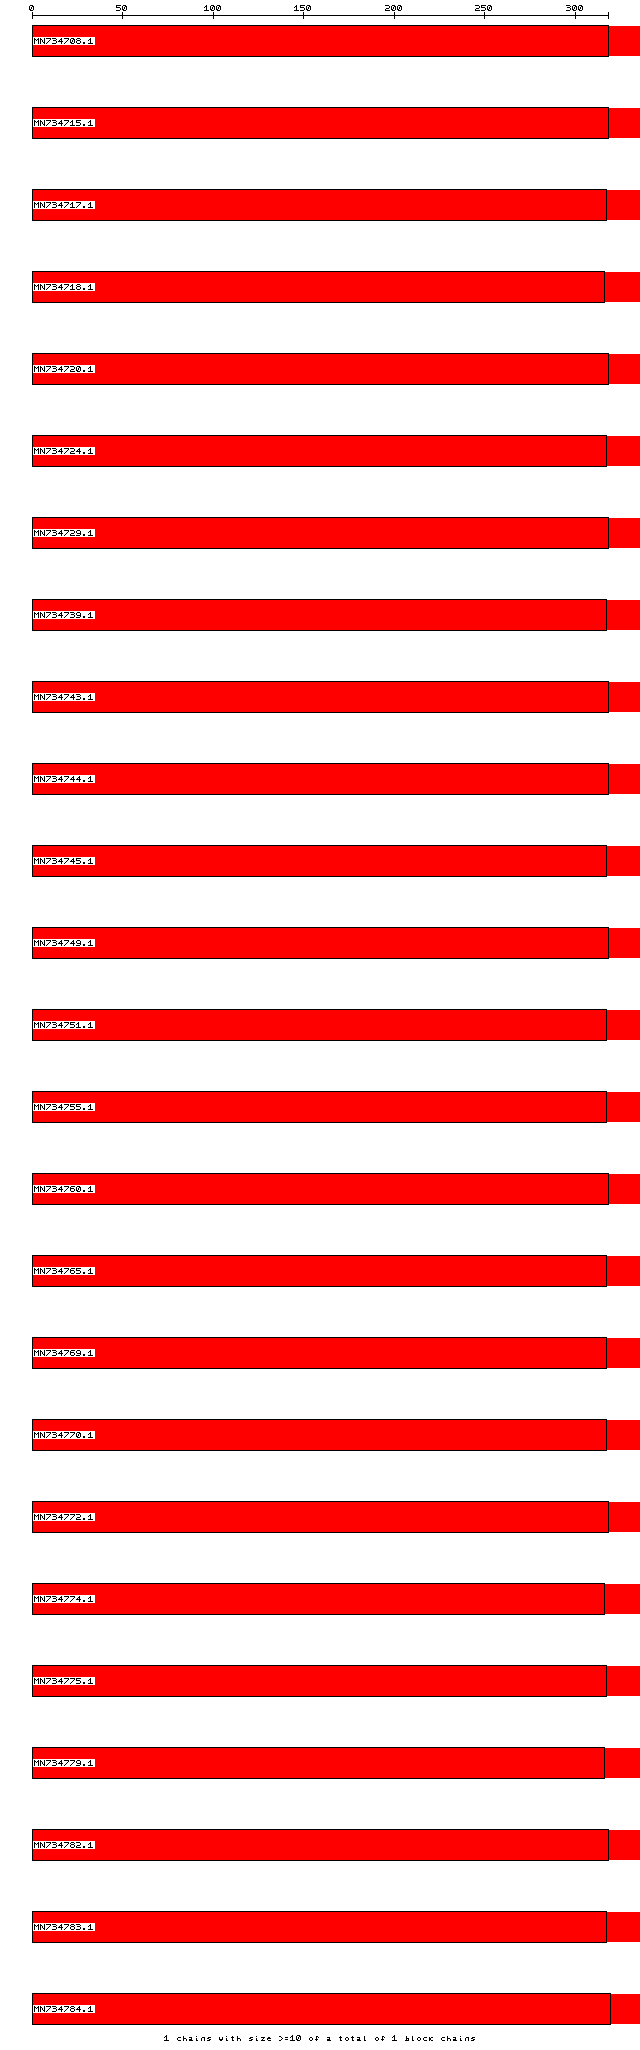 0 50 100 150 200 250 300
MN734708.1
MN734715.1
MN734717.1
MN734718.1
MN734720.1
MN734724.1
MN734729.1
MN734739.1
MN734743.1
MN734744.1
MN734745.1
MN734749.1
MN734751.1
MN734755.1
MN734760.1
MN734765.1
MN734769.1
MN734770.1
MN734772.1
MN734774.1
MN734775.1
MN734779.1
MN734782.1
MN734783.1
MN734784.1
1 chains with size >=10 of a total of 1 block chains